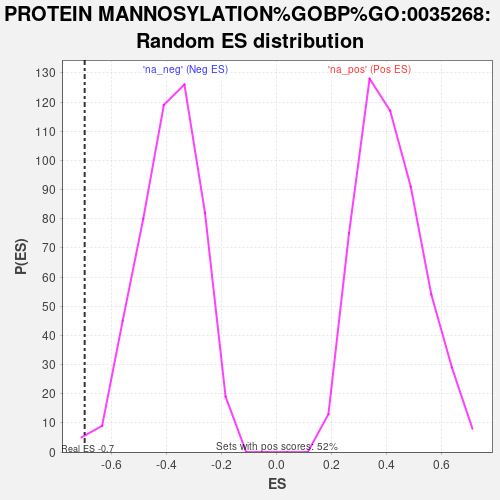 PROTEIN MANNOSYLATION%GOBP%GO:0035268:
Random ES distribution
'na_neg' (Neg ES)
'na_pos' (Pos ES)
130
120
110
100
90
80
70
60
50
40
30
20
10
0
P(ES)
Real ES -0.7
Sets with pos scores: 52%
-0.6
-0.4
-0.2
0.0
0.2
0.4
0.6
ES